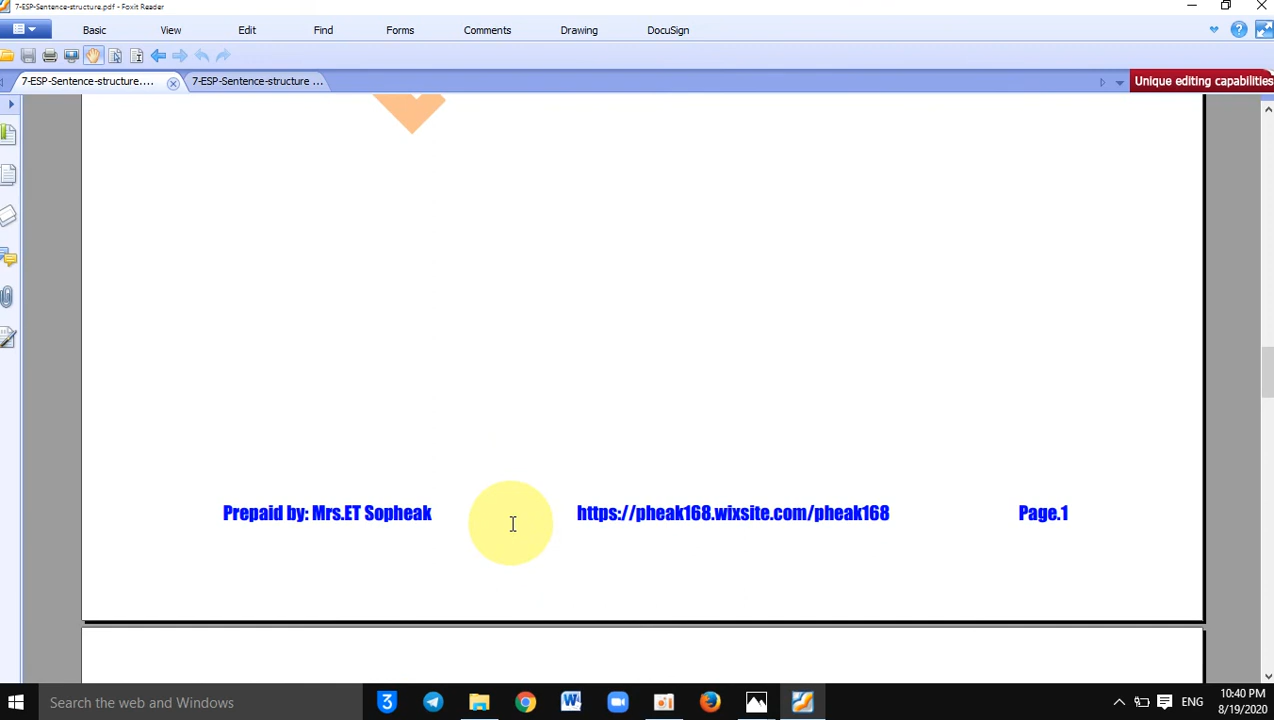 7-ESP-Sentence-structure.pdf - Foxit Reader
Basic View Edit Find Forms Comments Drawing DocuSign
7-ESP-Sentence-structure.... 7-ESP-Sentence-structure ... Unique editing capabilities
Prepaid by: Mrs.ET Sopheak https://pheak168.wixsite.com/pheak168 Page.1
Search the web and Windows ENG 10:40 PM
8/19/2020